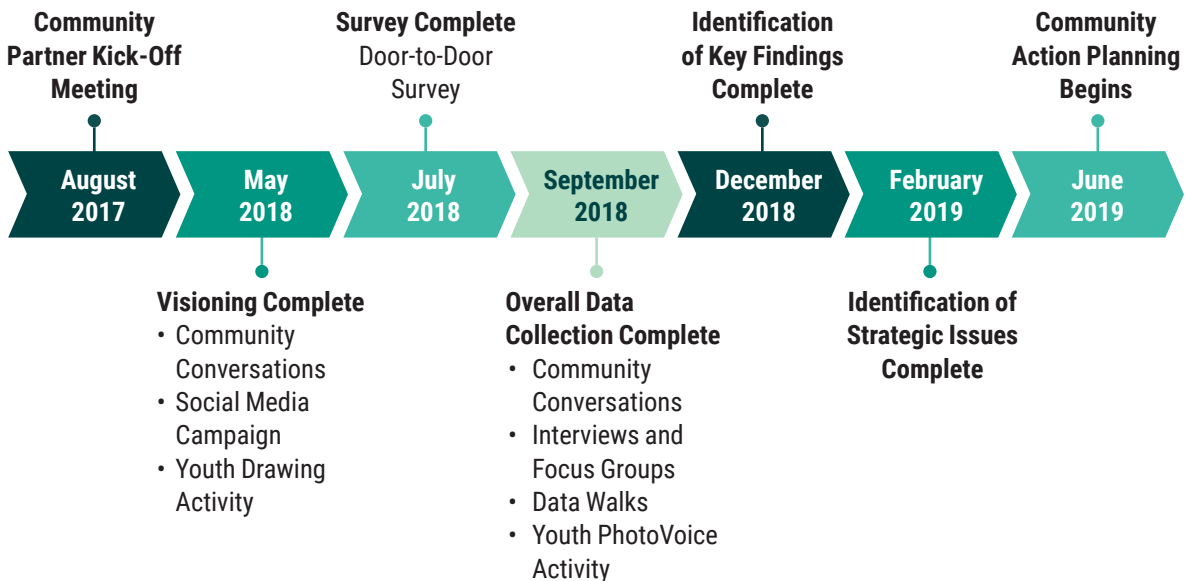 Community
Partner Kick-Off
Meeting
Survey Complete
Door-to-Door
Survey
Identification
of Key Findings
Complete
Community
Action Planning
Begins
August
2017
May
2018
July
2018
September
2018
December
2018
February
2019
June
2019
Visioning Complete
• Community
Conversations
• Social Media
Campaign
• Youth Drawing
Activity
Overall Data
Collection Complete
• Community
Conversations
• Interviews and
Focus Groups
• Data Walks
• Youth PhotoVoice
Activity
Identification of
Strategic Issues
Complete